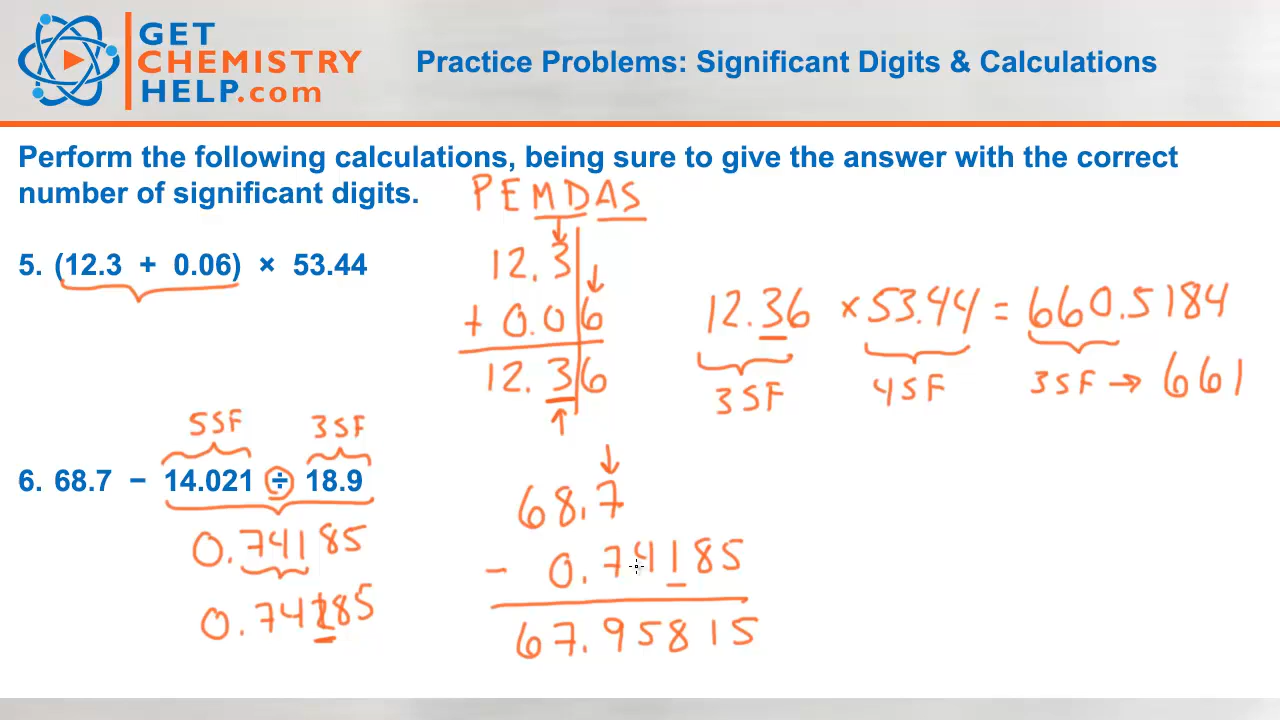 GET
CHEMISTRY
HELP.com
Practice Problems: Significant Digits & Calculations
Perform the following calculations, being sure to give the answer with the correct
number of significant digits.
PEMDAS
5. (12.3 + 0.06) × 53.44
12.3
+ 0.06
12.36
12.36 × 53.44 = 660.5184
3SF 4SF 3SF → 661
5SF 3SF
6. 68.7 − 14.021 ÷ 18.9
0.74185
0.74185
68.7
- 0.74185
67.95815